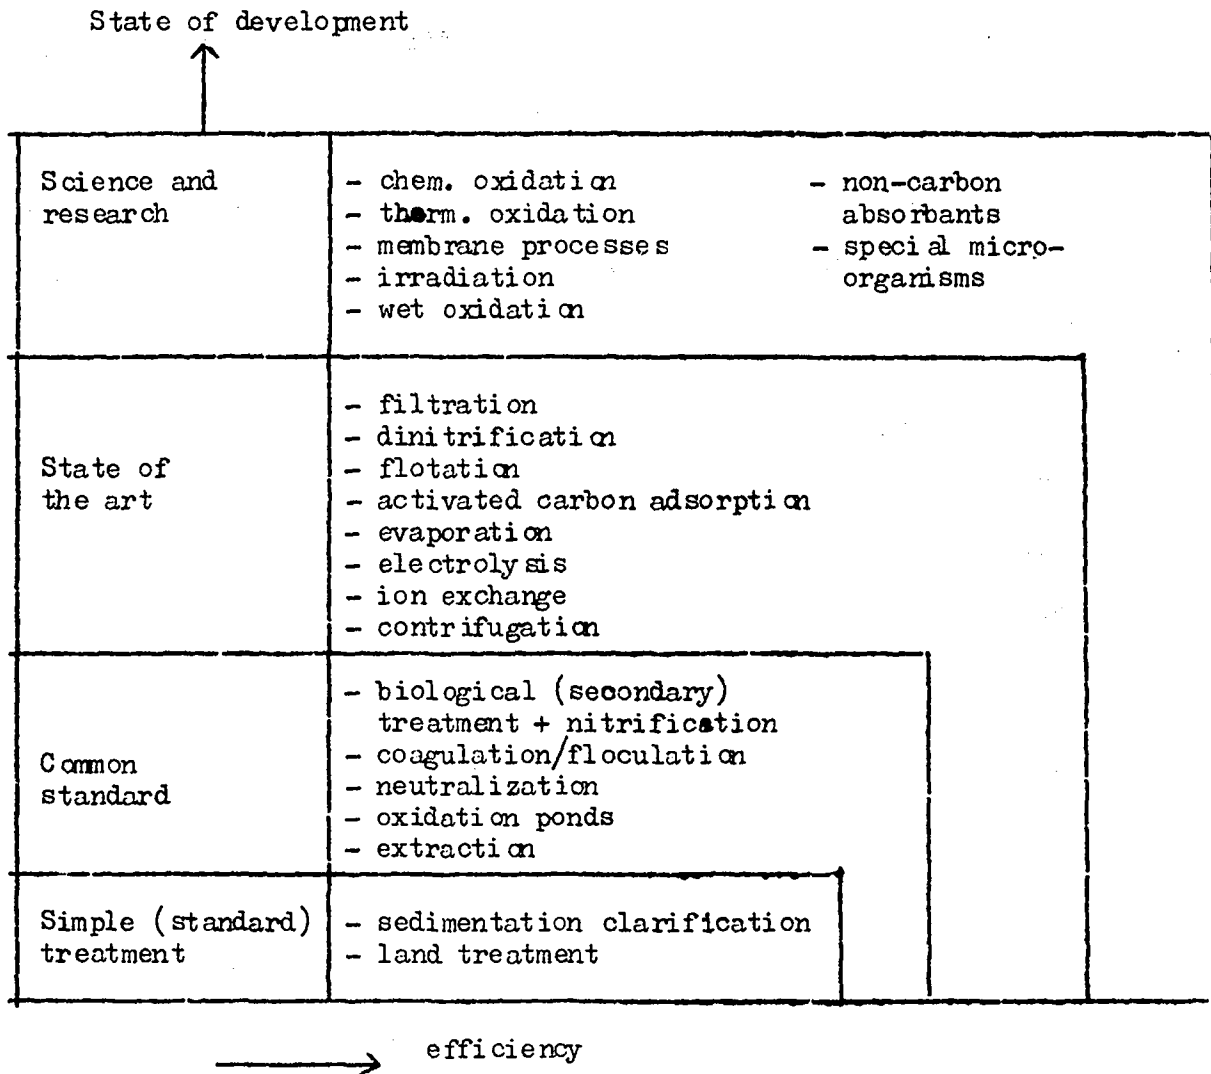 State of development
Science and
research
- chem. oxidation
- therm. oxidation
- membrane processes
- irradiation
- wet oxidation
- non-carbon
absorbants
- special micro-
organisms
State of
the art
- filtration
- dinitrification
- flotation
- activated carbon adsorption
- evaporation
- electrolysis
- ion exchange
- contrifugation
Common
standard
- biological (secondary)
treatment + nitrification
- coagulation/floculation
- neutralization
- oxidation ponds
- extraction
Simple (standard)
treatment
- sedimentation clarification
- land treatment
efficiency